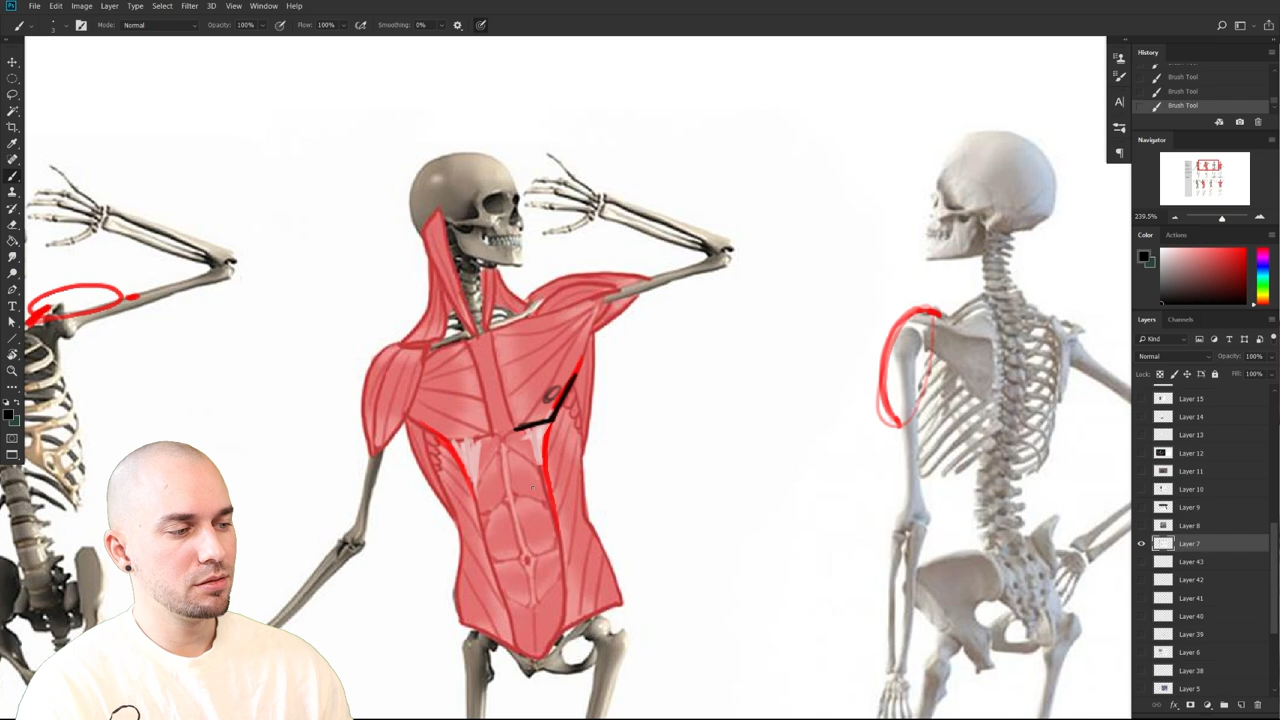 Ps File Edit Image Layer Type Select Filter 3D View Window Help
3 Mode: Normal Opacity: 100% Flow: 100% Smoothing: 0%
History
Brush Tool
Brush Tool
Brush Tool
Navigator
239.5%
Color Actions
Layers Channels
Kind
Normal Opacity: 100%
Lock: Fill: 100%
Layer 15
Layer 14
Layer 13
Layer 12
Layer 11
Layer 10
Layer 9
Layer 8
Layer 7
Layer 43
Layer 42
Layer 41
Layer 40
Layer 39
Layer 6
Layer 38
Layer 5
fx